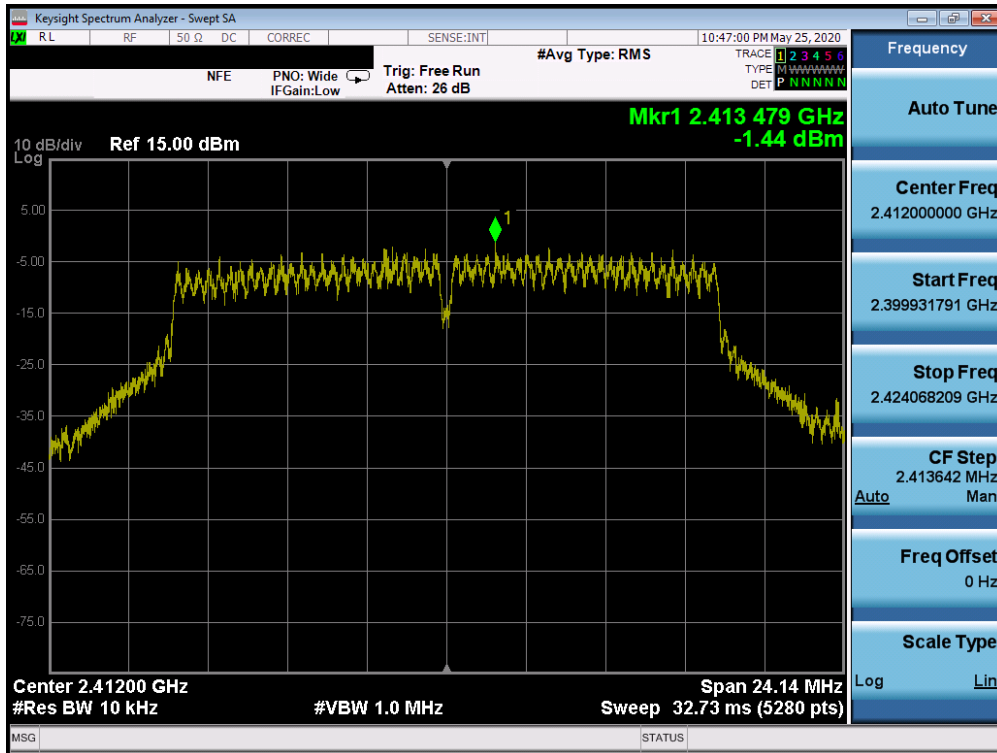 Keysight Spectrum Analyzer - Swept SA
LXI RL RF 50 Ω DC CORREC SENSE:INT 10:47:00 PM May 25, 2020
Frequency
#Avg Type: RMS
TRACE 1 2 3 4 5 6
TYPE M W W W W W
DET P N N N N N
NFE
PNO: Wide
IFGain:Low
Trig: Free Run
Atten: 26 dB
Auto Tune
Mkr1 2.413 479 GHz
-1.44 dBm
10 dB/div Ref 15.00 dBm
Log
5.00
-5.00
-15.0
-25.0
-35.0
-45.0
-55.0
-65.0
-75.0
1
Center Freq
2.412000000 GHz
Start Freq
2.399931791 GHz
Stop Freq
2.424068209 GHz
CF Step
2.413642 MHz
Auto Man
Freq Offset
0 Hz
Scale Type
Log Lin
Center 2.41200 GHz Span 24.14 MHz
#Res BW 10 kHz #VBW 1.0 MHz Sweep 32.73 ms (5280 pts)
MSG STATUS